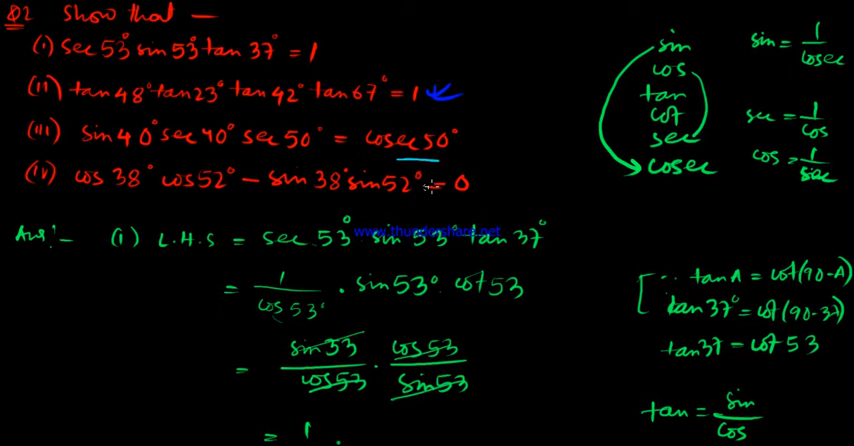 Q2 Show that —
(i) sec 53° sin 53° tan 37° = 1
(ii) tan 48° tan 23° tan 42° tan 67° = 1
(iii) sin 40° sec 40° sec 50° = cosec 50°
(iv) cos 38° cos 52° - sin 38° sin 52° = 0
Ans:- (i) L.H.S = sec 53° sin 53° tan 37°
www.thundershare.net
= 1/cos 53° · sin 53° cot 53
= sin 53/cos 53 · cos 53/sin 53
= 1 .
sin
cos
tan
cot
sec
cosec
sin = 1/cosec
sec = 1/cos
cos = 1/sec
∵ tan A = cot(90-A)
tan 37° = cot(90-37)
tan 37 = cot 53
tan = sin/cos